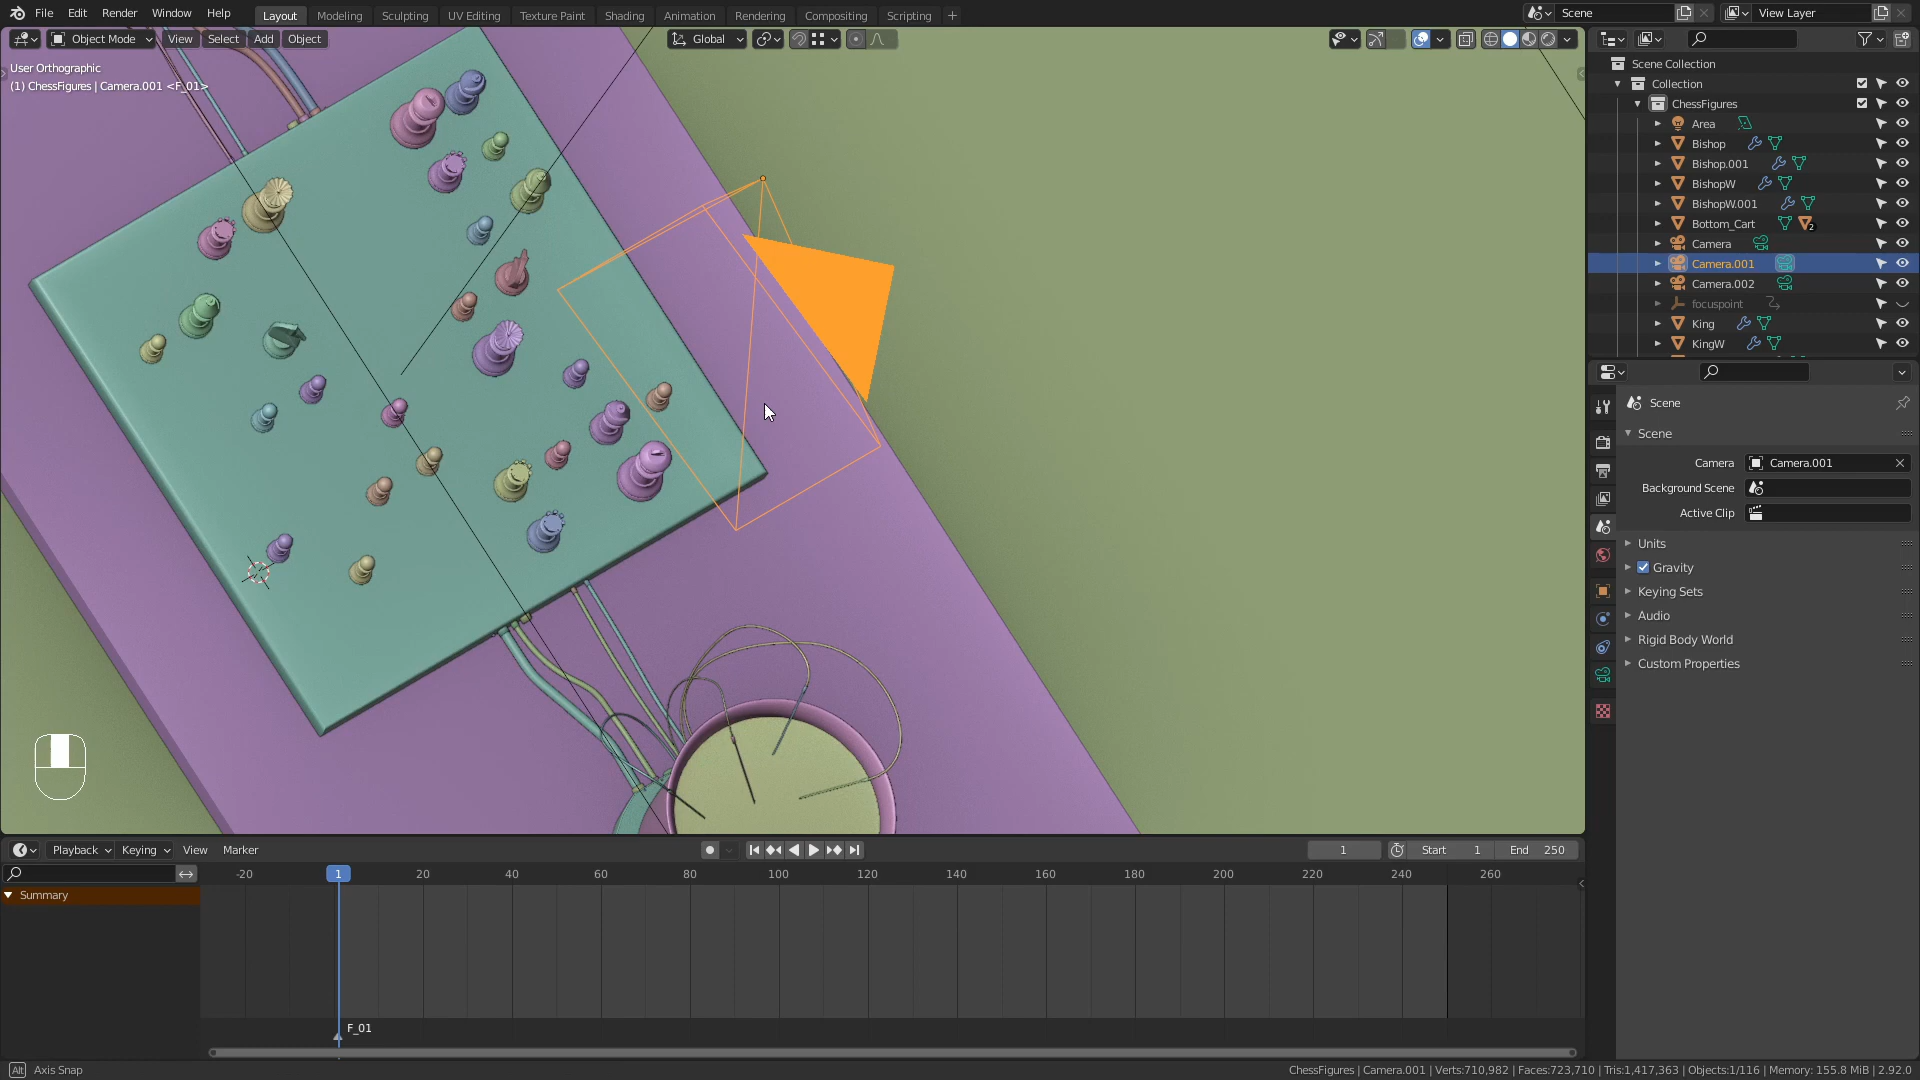 File Edit Render Window Help Layout Modeling Sculpting UV Editing Texture Paint Shading Animation Rendering Compositing Scripting + Scene View Layer
Object Mode View Select Add Object Global
User Orthographic
(1) ChessFigures | Camera.001 <F_01>
Scene Collection
Collection
ChessFigures
Area
Bishop
Bishop.001
BishopW
BishopW.001
Bottom_Cart 2
Camera
Camera.001
Camera.002
focuspoint
King
KingW
Scene
Scene
Camera Camera.001
Background Scene
Active Clip
Units
Gravity
Keying Sets
Audio
Rigid Body World
Custom Properties
Playback Keying View Marker 1 Start 1 End 250
-20 1 20 40 60 80 100 120 140 160 180 200 220 240 260
Summary
F_01
Alt Axis Snap ChessFigures | Camera.001 | Verts:710,982 | Faces:723,710 | Tris:1,417,363 | Objects:1/116 | Memory: 155.8 MiB | 2.92.0